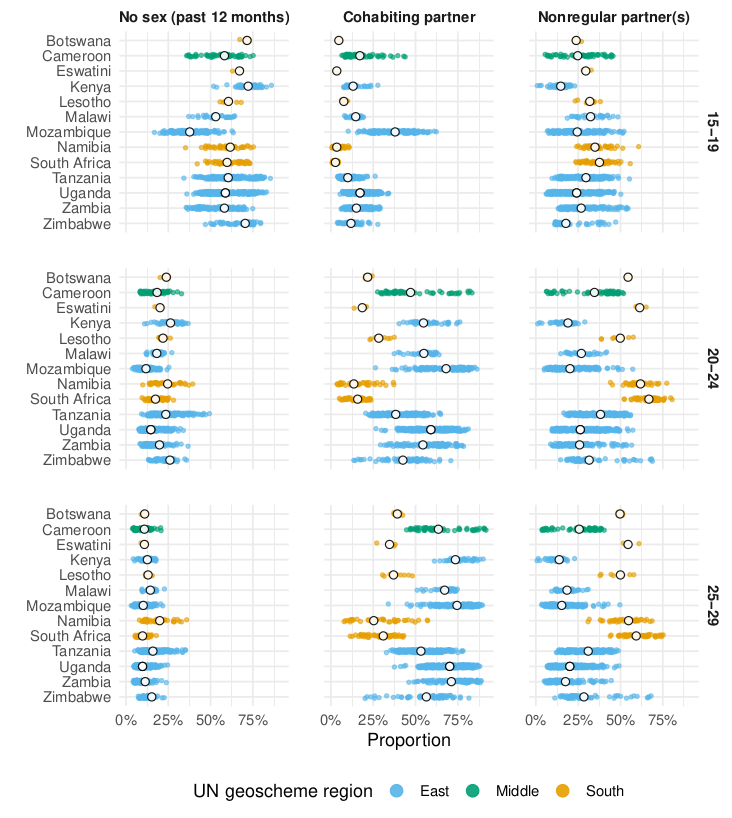 No sex (past 12 months) Cohabiting partner Nonregular partner(s)
Botswana
Cameroon
Eswatini
Kenya
Lesotho
Malawi
Mozambique
Namibia
South Africa
Tanzania
Uganda
Zambia
Zimbabwe
15−19
Botswana
Cameroon
Eswatini
Kenya
Lesotho
Malawi
Mozambique
Namibia
South Africa
Tanzania
Uganda
Zambia
Zimbabwe
20−24
Botswana
Cameroon
Eswatini
Kenya
Lesotho
Malawi
Mozambique
Namibia
South Africa
Tanzania
Uganda
Zambia
Zimbabwe
25−29
0% 25% 50% 75% 0% 25% 50% 75% 0% 25% 50% 75%
Proportion
UN geoscheme region East Middle South